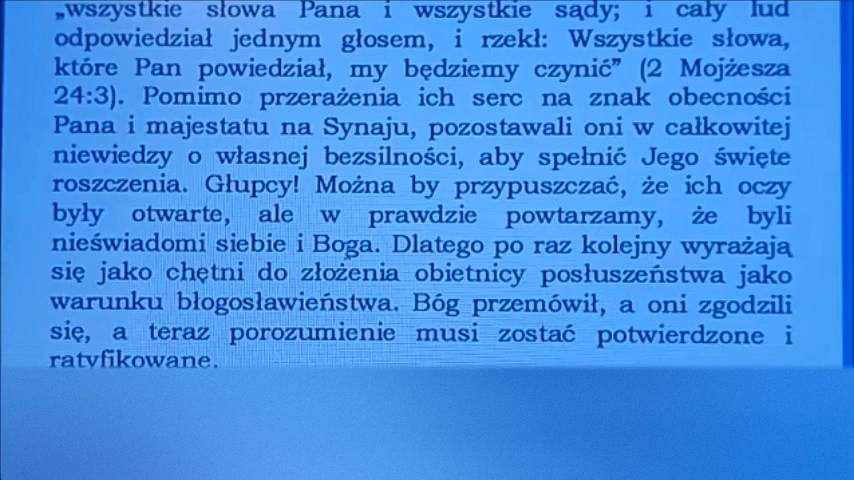 „wszystkie słowa Pana i wszystkie sądy; i cały lud
odpowiedział jednym głosem, i rzekł: Wszystkie słowa,
które Pan powiedział, my będziemy czynić” (2 Mojżesza
24:3). Pomimo przerażenia ich serc na znak obecności
Pana i majestatu na Synaju, pozostawali oni w całkowitej
niewiedzy o własnej bezsilności, aby spełnić Jego święte
roszczenia. Głupcy! Można by przypuszczać, że ich oczy
były otwarte, ale w prawdzie powtarzamy, że byli
nieświadomi siebie i Boga. Dlatego po raz kolejny wyrażają
się jako chętni do złożenia obietnicy posłuszeństwa jako
warunku błogosławieństwa. Bóg przemówił, a oni zgodzili
się, a teraz porozumienie musi zostać potwierdzone i
ratyfikowane.